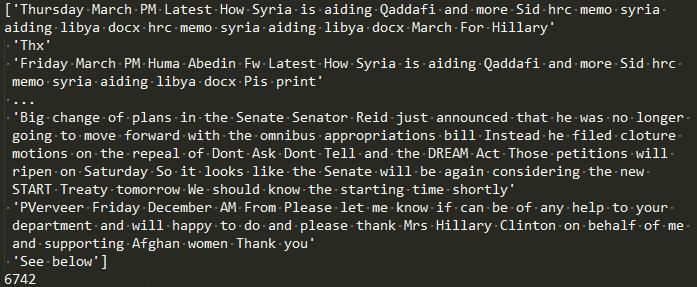 ['Thursday March PM Latest How Syria is aiding Qaddafi and more Sid hrc memo syria
aiding libya docx hrc memo syria aiding libya docx March For Hillary'
'Thx'
'Friday March PM Huma Abedin Fw Latest How Syria is aiding Qaddafi and more Sid hrc
memo syria aiding libya docx Pis print'
...
'Big change of plans in the Senate Senator Reid just announced that he was no longer
going to move forward with the omnibus appropriations bill Instead he filed cloture
motions on the repeal of Dont Ask Dont Tell and the DREAM Act Those petitions will
ripen on Saturday So it looks like the Senate will be again considering the new
START Treaty tomorrow We should know the starting time shortly'
'PVerveer Friday December AM From Please let me know if can be of any help to your
department and will happy to do and please thank Mrs Hillary Clinton on behalf of me
and supporting Afghan women Thank you'
'See below']
6742